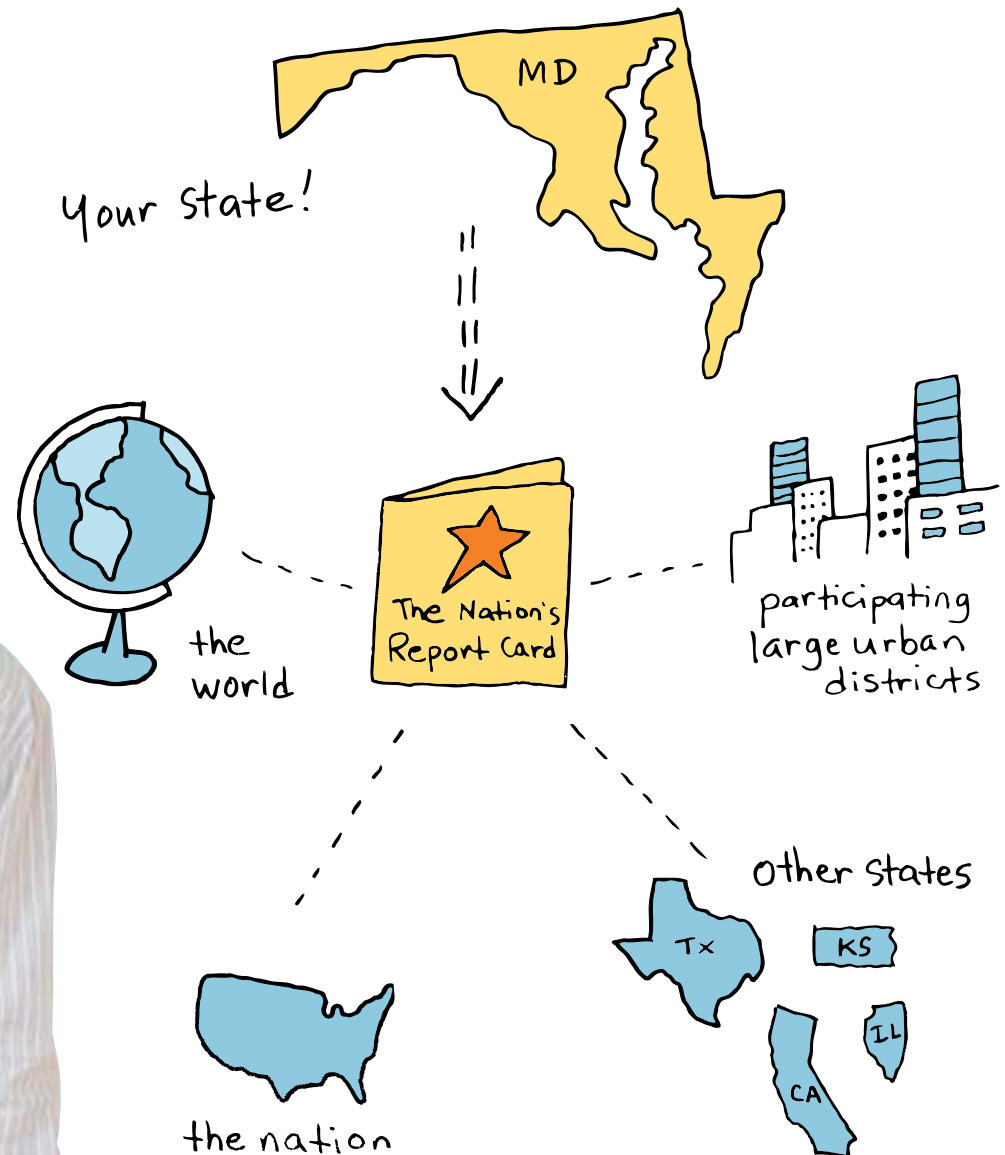 MD
your state!
The Nation's
Report Card
the
world
participating
large urban
districts
other states
TX
KS
IL
CA
the nation